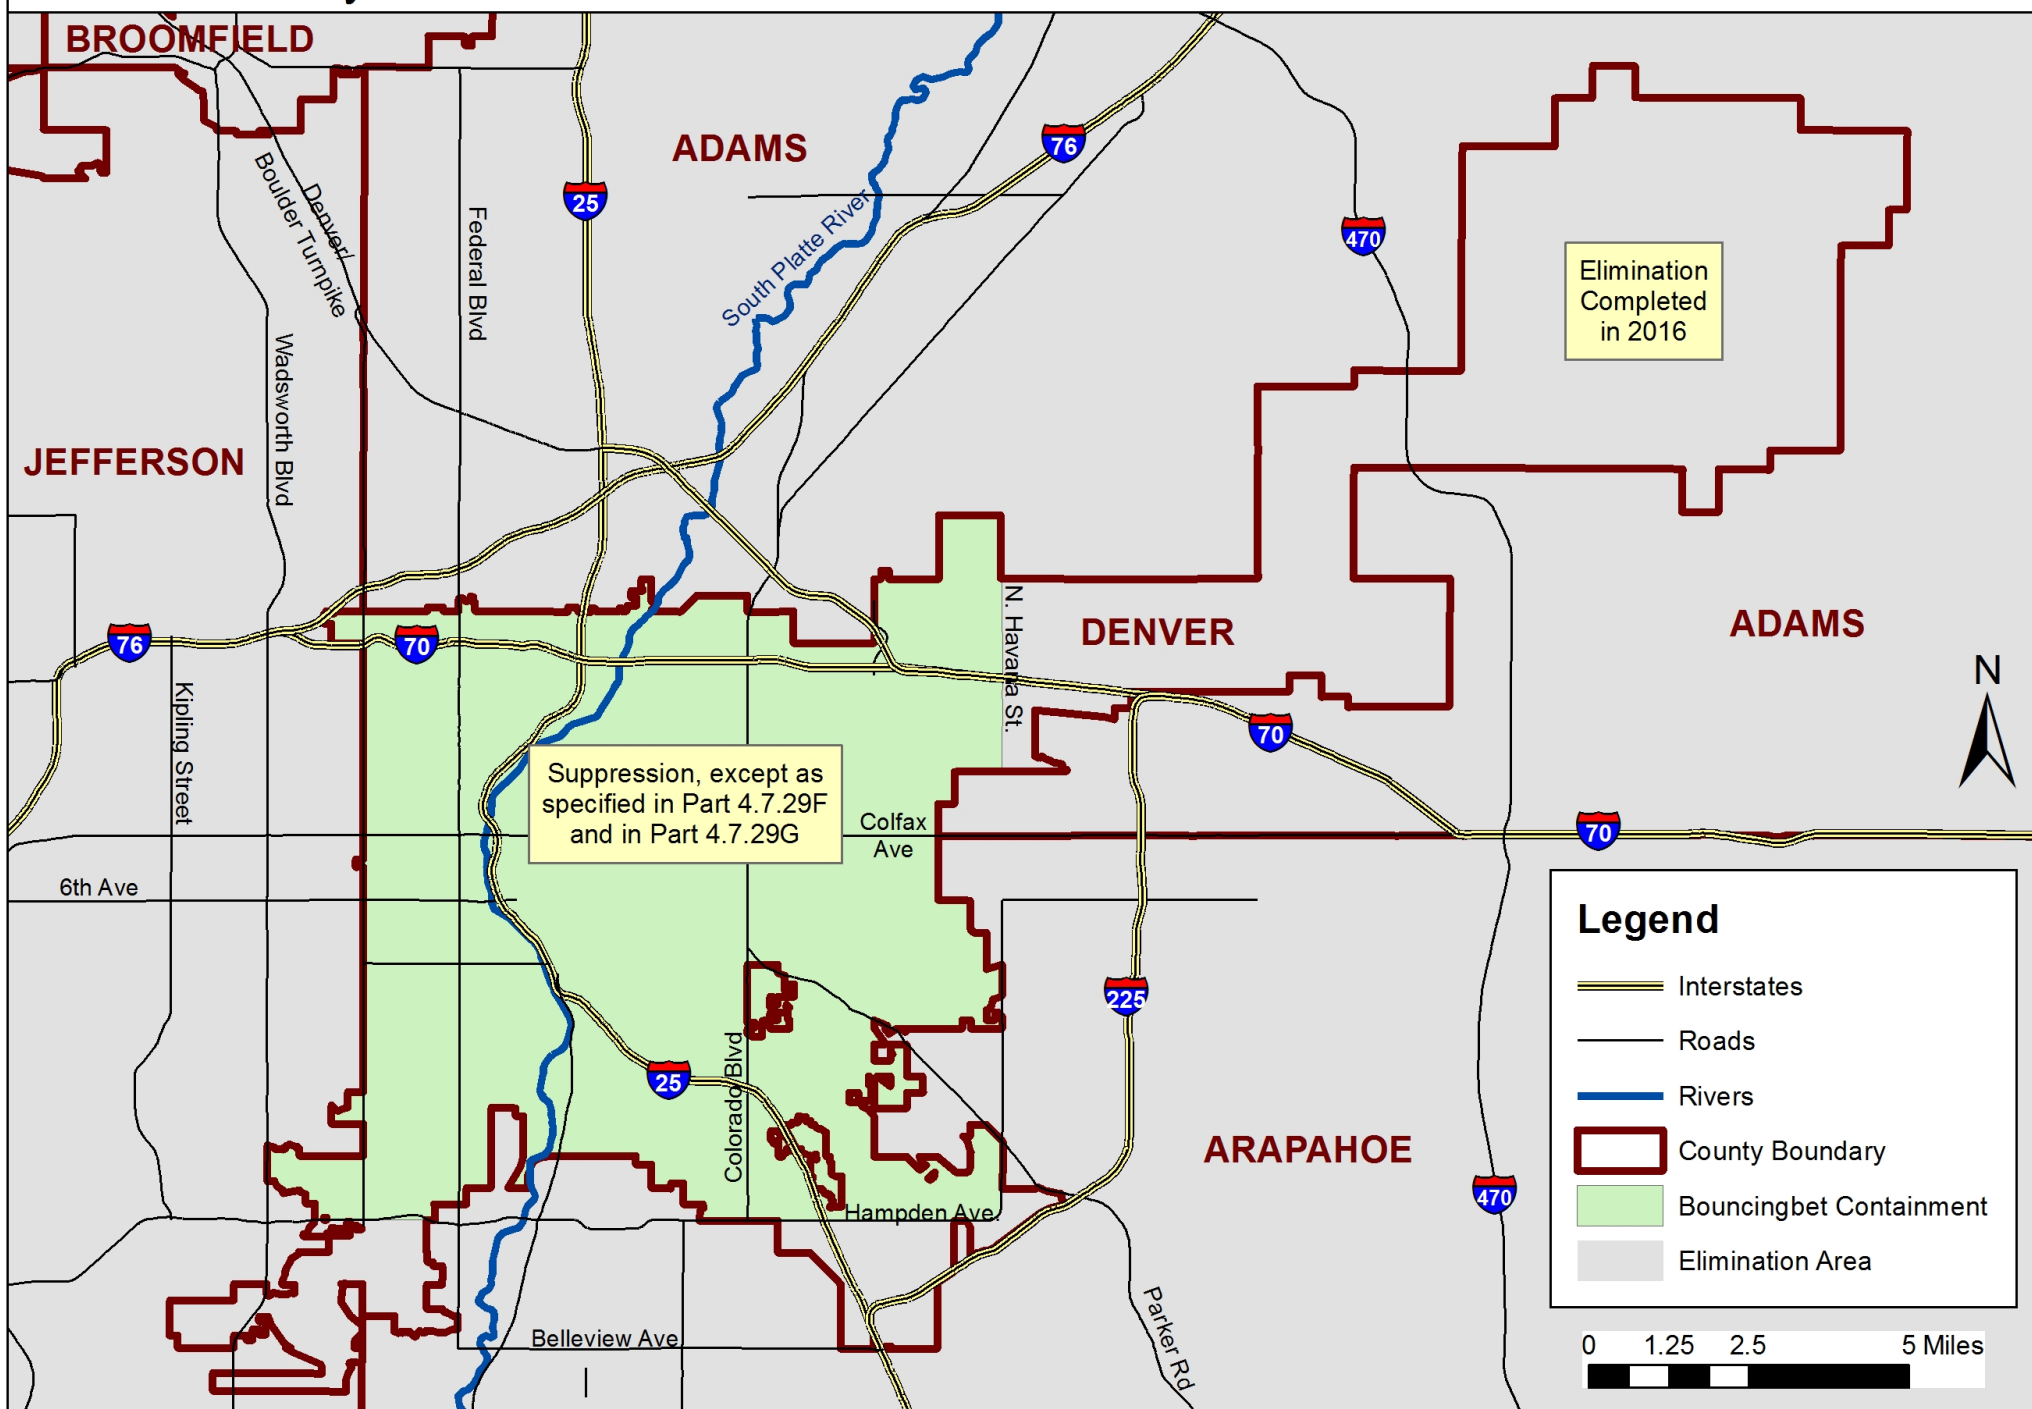 BROOMFIELD
ADAMS
76
25
470
Denver/
Boulder Turnpike
Federal Blvd
South Platte River
Elimination
Completed
in 2016
Wadsworth Blvd
JEFFERSON
N. Havana St.
DENVER
ADAMS
76
70
Kipling Street
70
N
Suppression, except as
specified in Part 4.7.29F
and in Part 4.7.29G
Colfax
Ave
70
6th Ave
225
25
Colorado Blvd
ARAPAHOE
470
Hampden Ave
Belleview Ave
Parker Rd
Legend
Interstates
Roads
Rivers
County Boundary
Bouncingbet Containment
Elimination Area
0 1.25 2.5 5 Miles